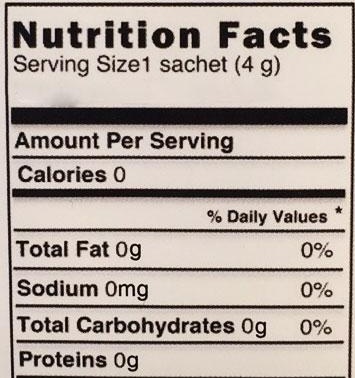 Nutrition Facts
Serving Size1 sachet (4 g)
Amount Per Serving
Calories 0
% Daily Values *
Total Fat 0g 0%
Sodium 0mg 0%
Total Carbohydrates 0g 0%
Proteins 0g